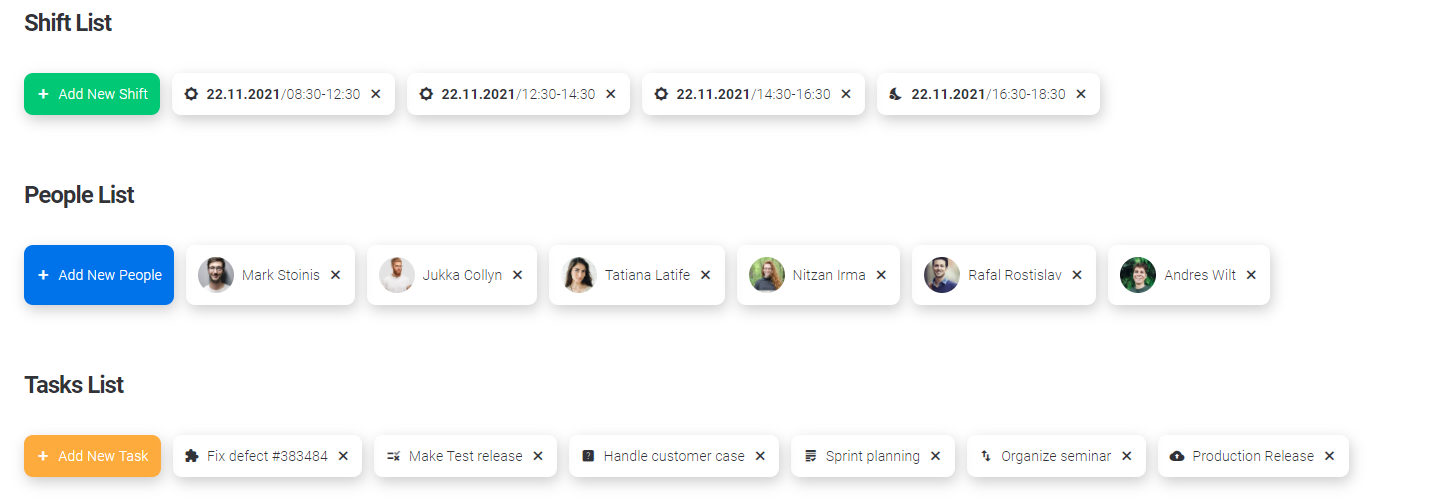 Shift List
+ Add New Shift 22.11.2021/08:30-12:30 × 22.11.2021/12:30-14:30 × 22.11.2021/14:30-16:30 × 22.11.2021/16:30-18:30 ×
People List
+ Add New People Mark Stoinis × Jukka Collyn × Tatiana Latife × Nitzan Irma × Rafal Rostislav × Andres Wilt ×
Tasks List
+ Add New Task Fix defect #383484 × Make Test release × Handle customer case × Sprint planning × Organize seminar × Production Release ×